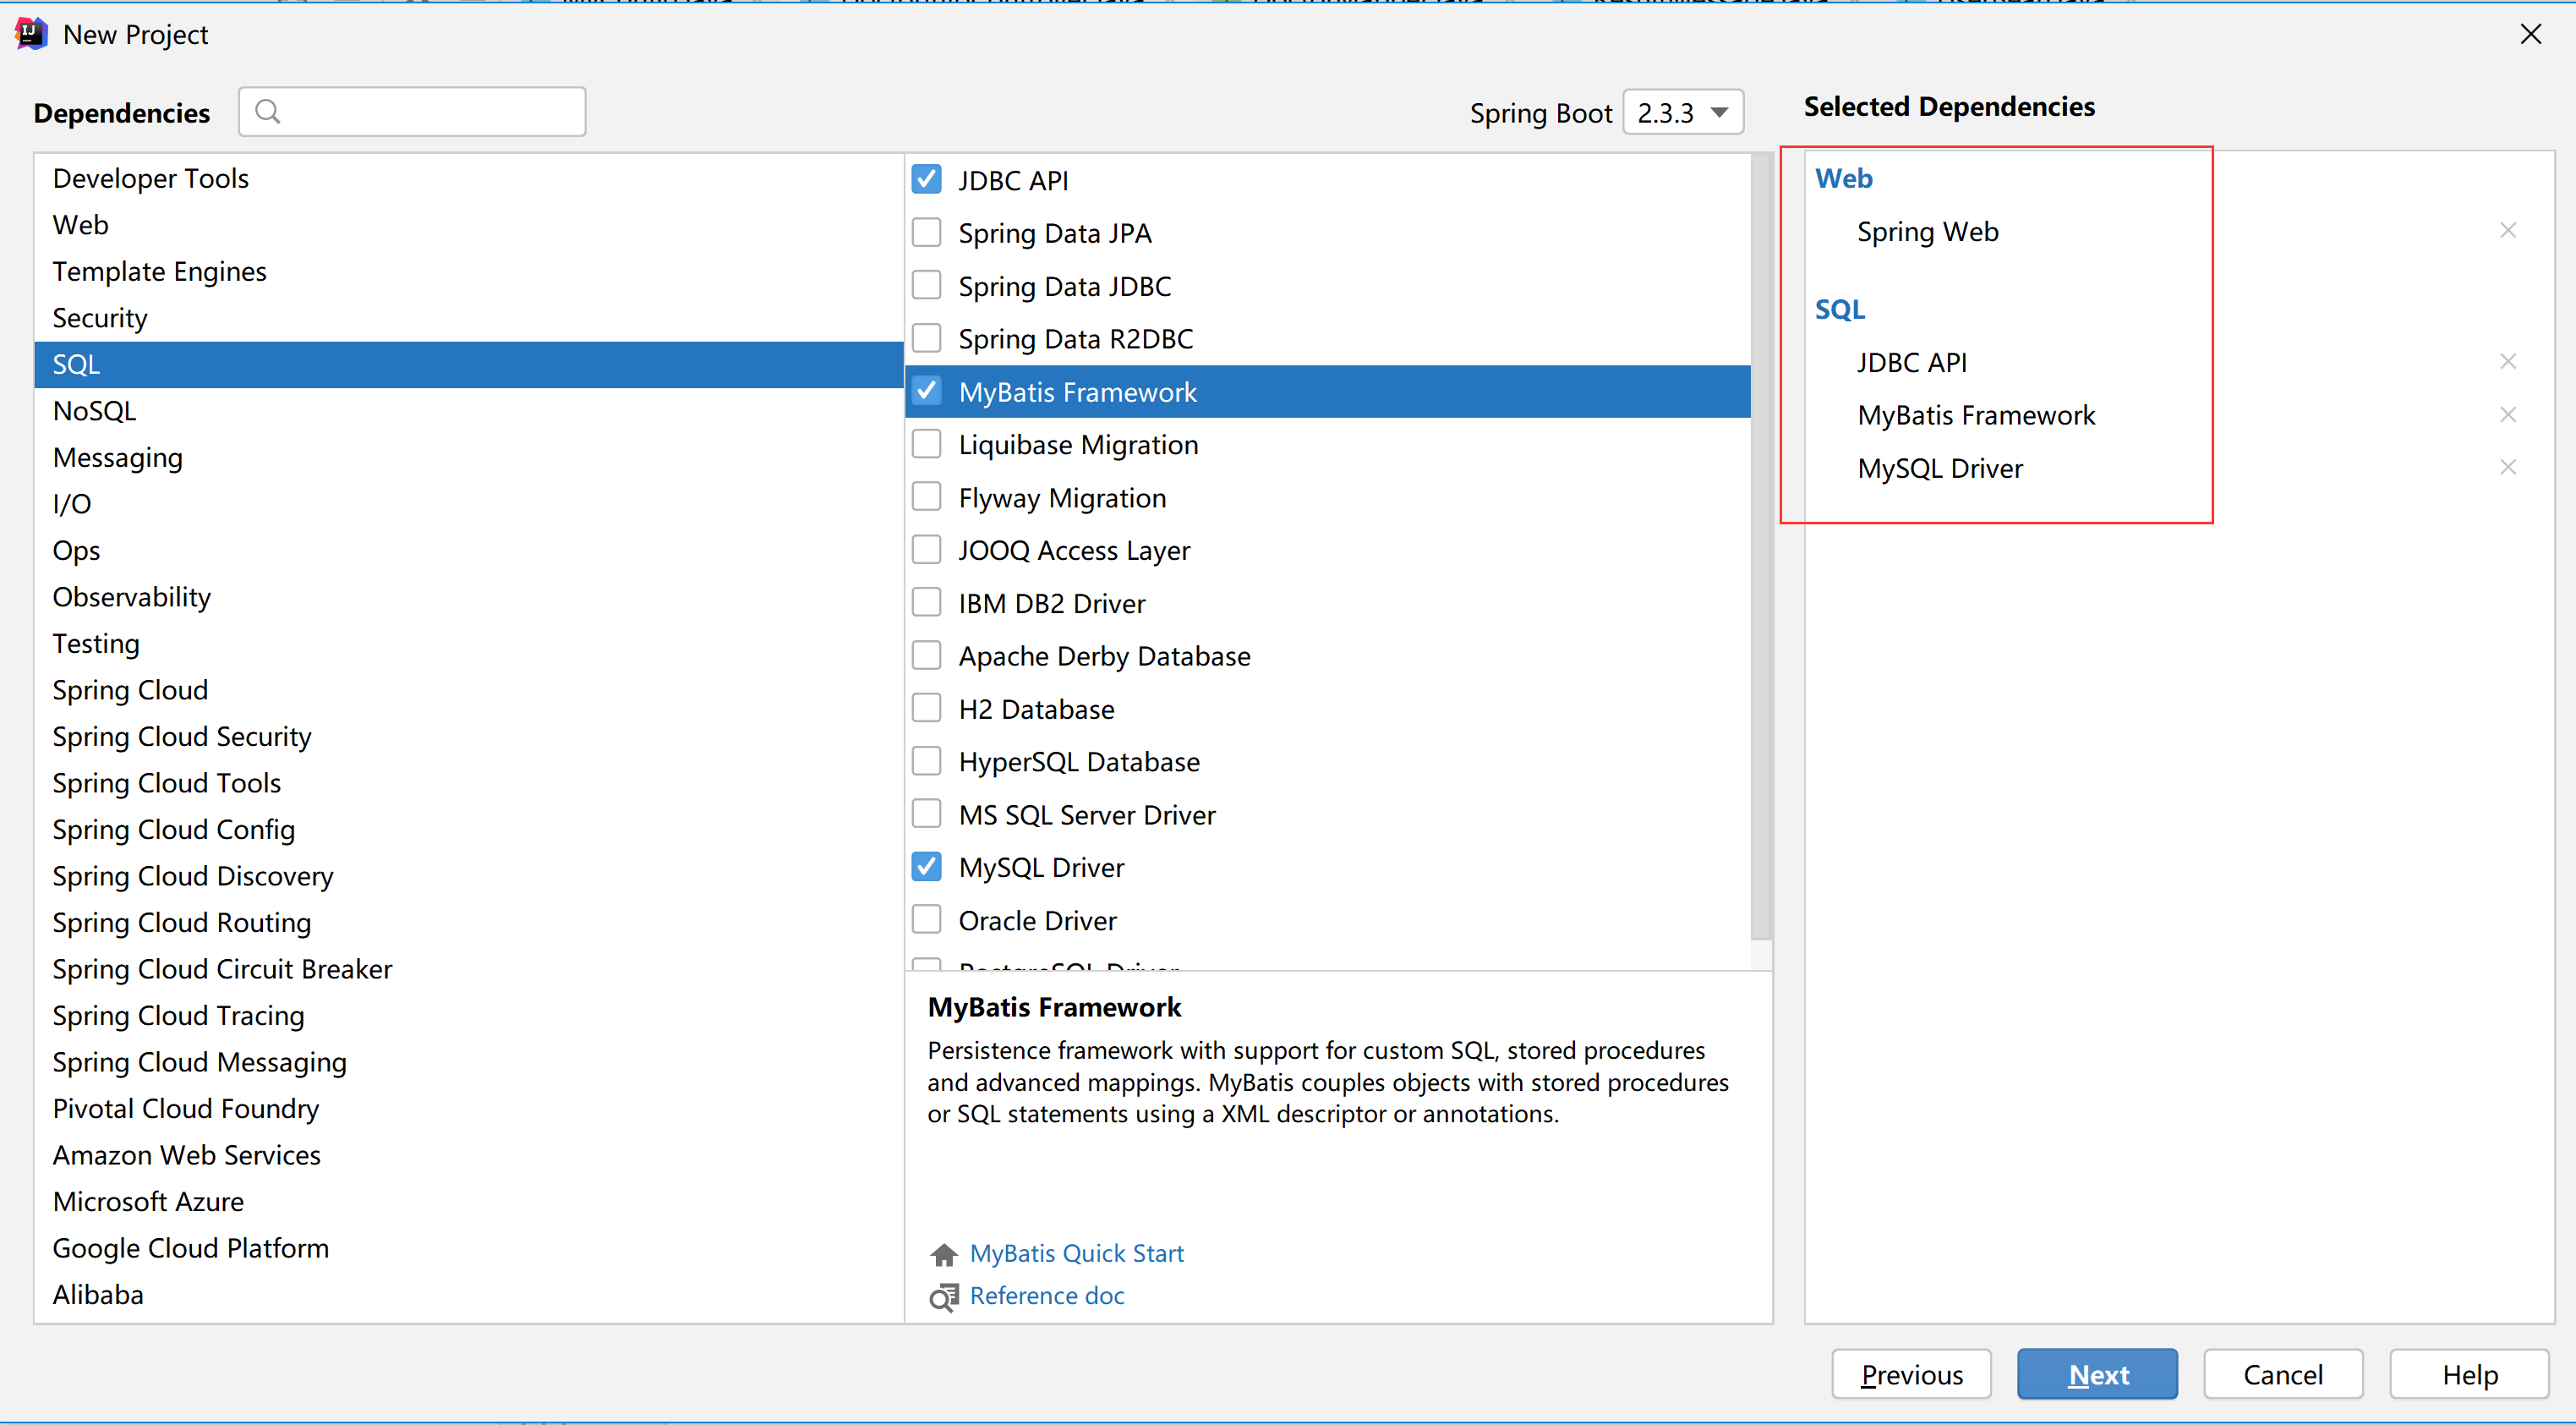 New Project
Dependencies
Spring Boot 2.3.3
Selected Dependencies
Developer Tools
Web
Template Engines
Security
SQL
NoSQL
Messaging
I/O
Ops
Observability
Testing
Spring Cloud
Spring Cloud Security
Spring Cloud Tools
Spring Cloud Config
Spring Cloud Discovery
Spring Cloud Routing
Spring Cloud Circuit Breaker
Spring Cloud Tracing
Spring Cloud Messaging
Pivotal Cloud Foundry
Amazon Web Services
Microsoft Azure
Google Cloud Platform
Alibaba
JDBC API
Spring Data JPA
Spring Data JDBC
Spring Data R2DBC
MyBatis Framework
Liquibase Migration
Flyway Migration
JOOQ Access Layer
IBM DB2 Driver
Apache Derby Database
H2 Database
HyperSQL Database
MS SQL Server Driver
MySQL Driver
Oracle Driver
PostgreSQL Driver
MyBatis Framework
Persistence framework with support for custom SQL, stored procedures
and advanced mappings. MyBatis couples objects with stored procedures
or SQL statements using a XML descriptor or annotations.
MyBatis Quick Start
Reference doc
Web
Spring Web
SQL
JDBC API
MyBatis Framework
MySQL Driver
Previous
Next
Cancel
Help